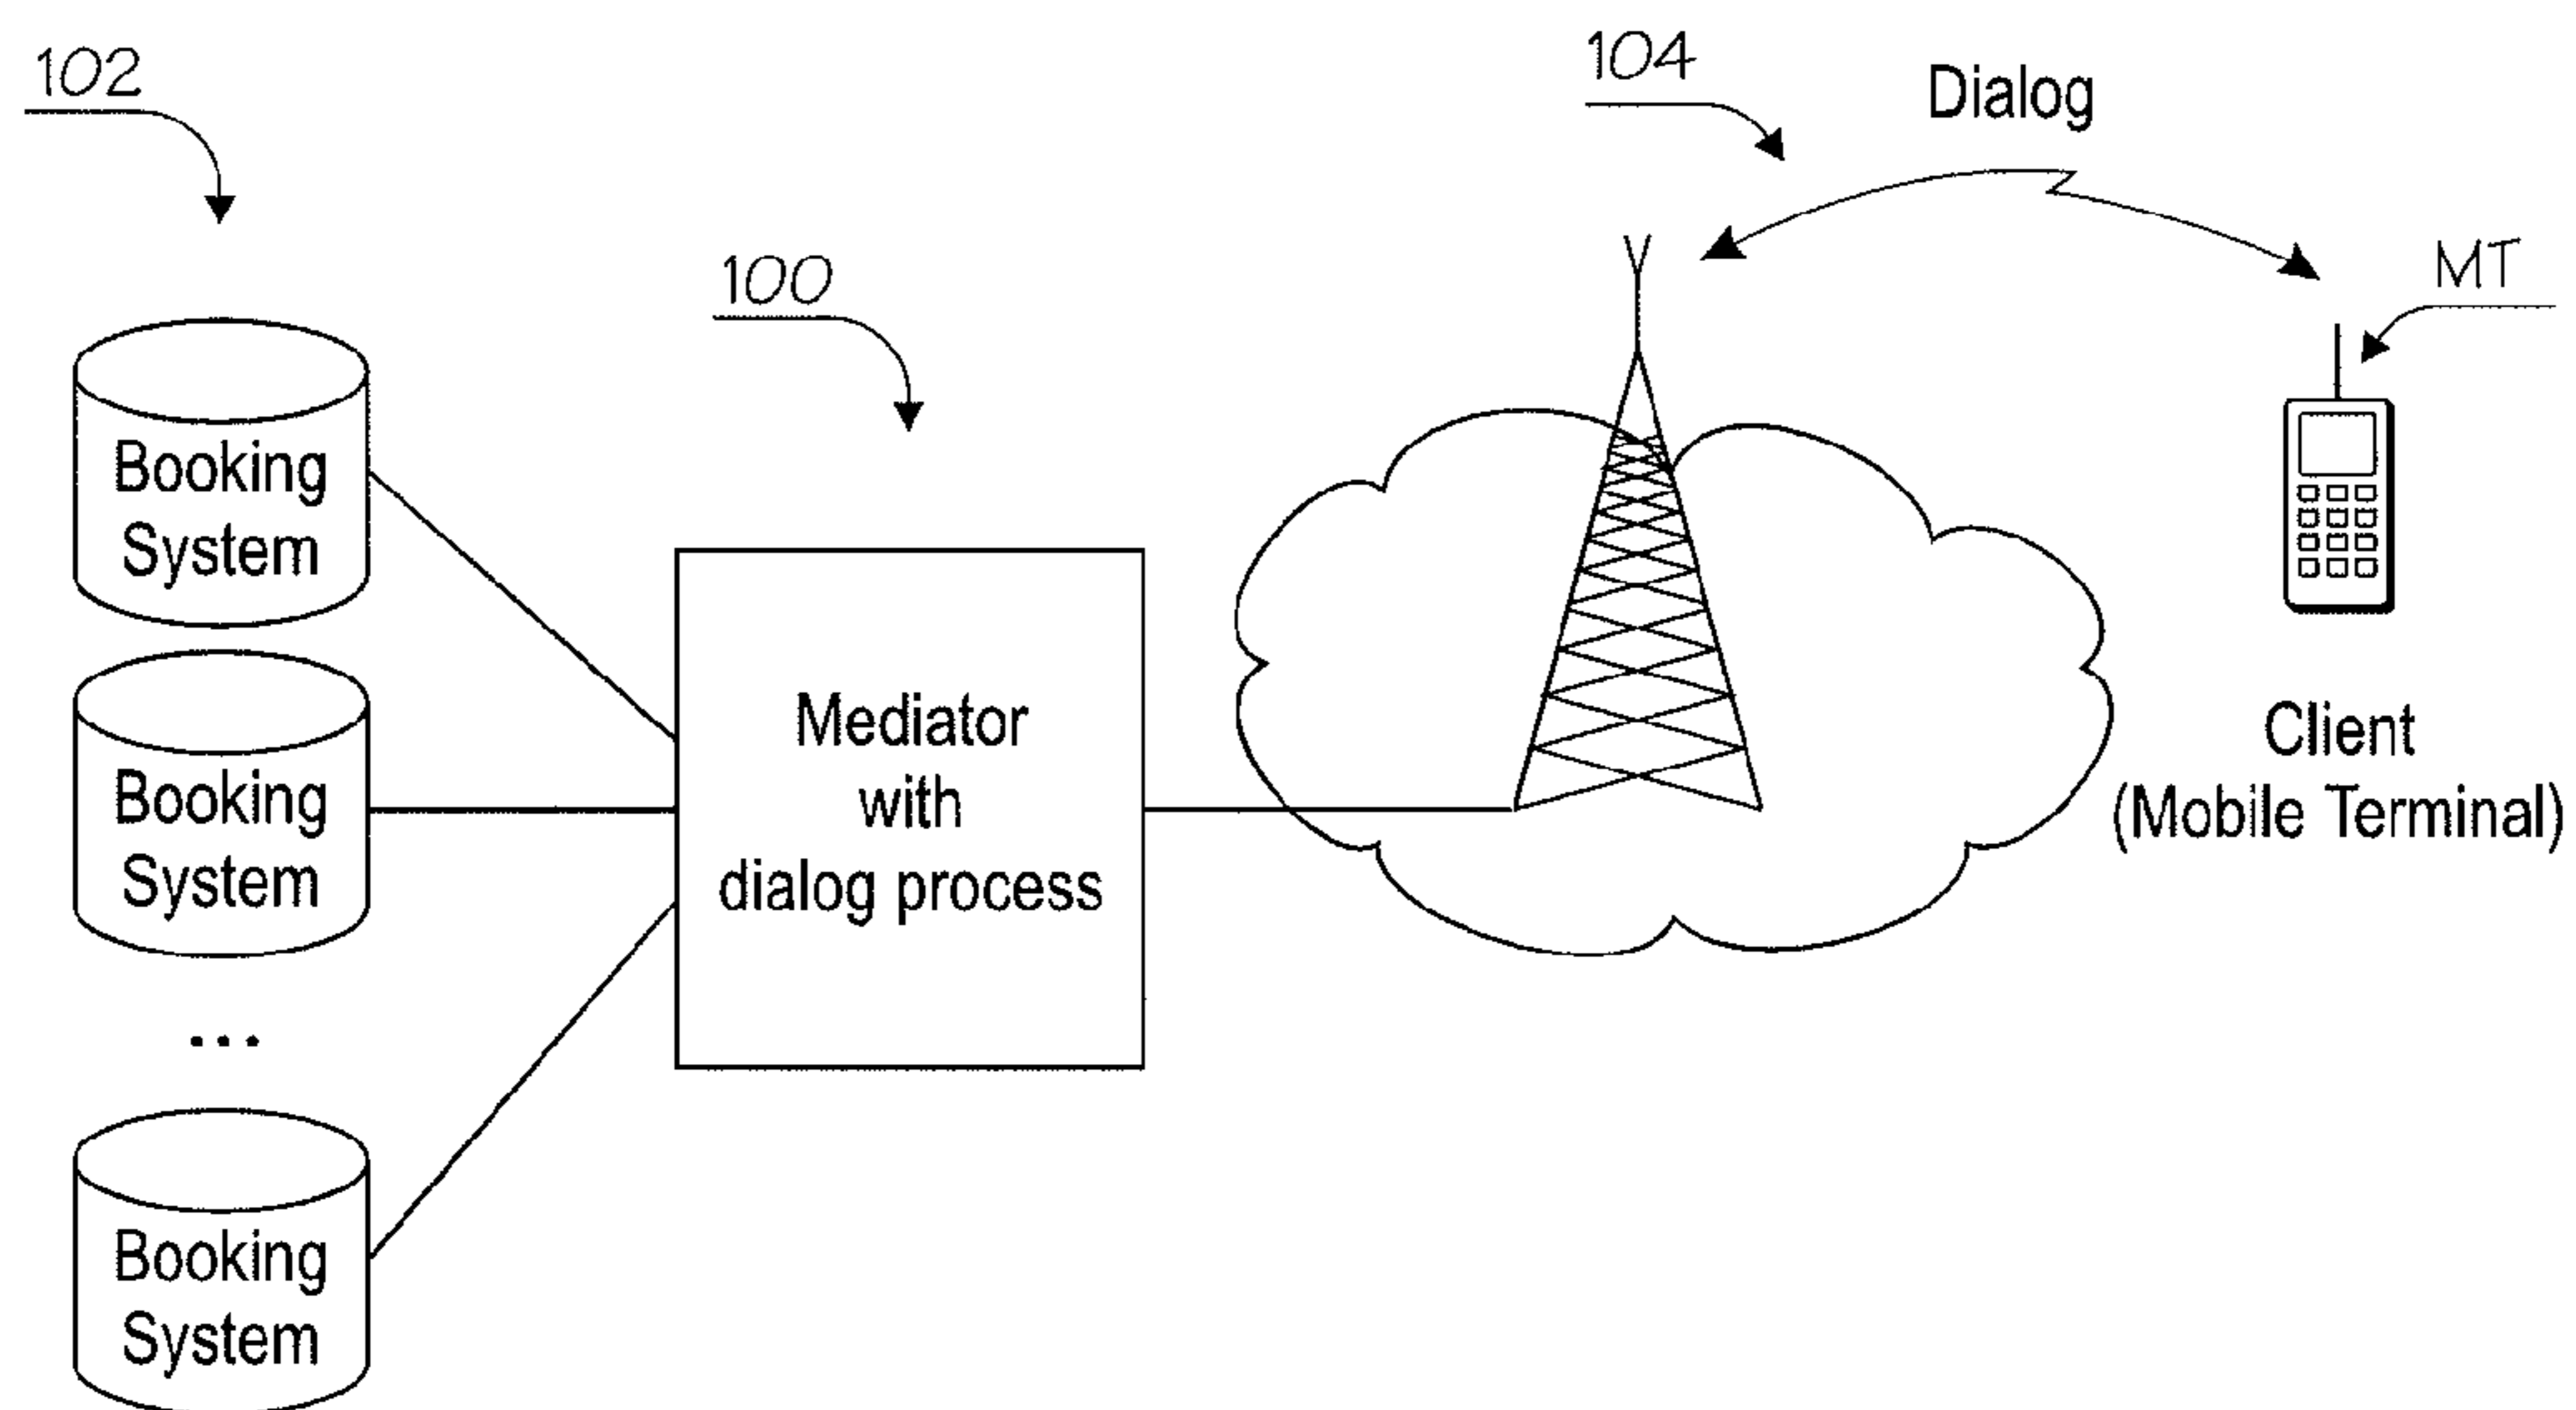 102
104
Dialog
MT
100
Booking
System
Booking
System
...
Booking
System
Mediator
with
dialog process
Client
(Mobile Terminal)